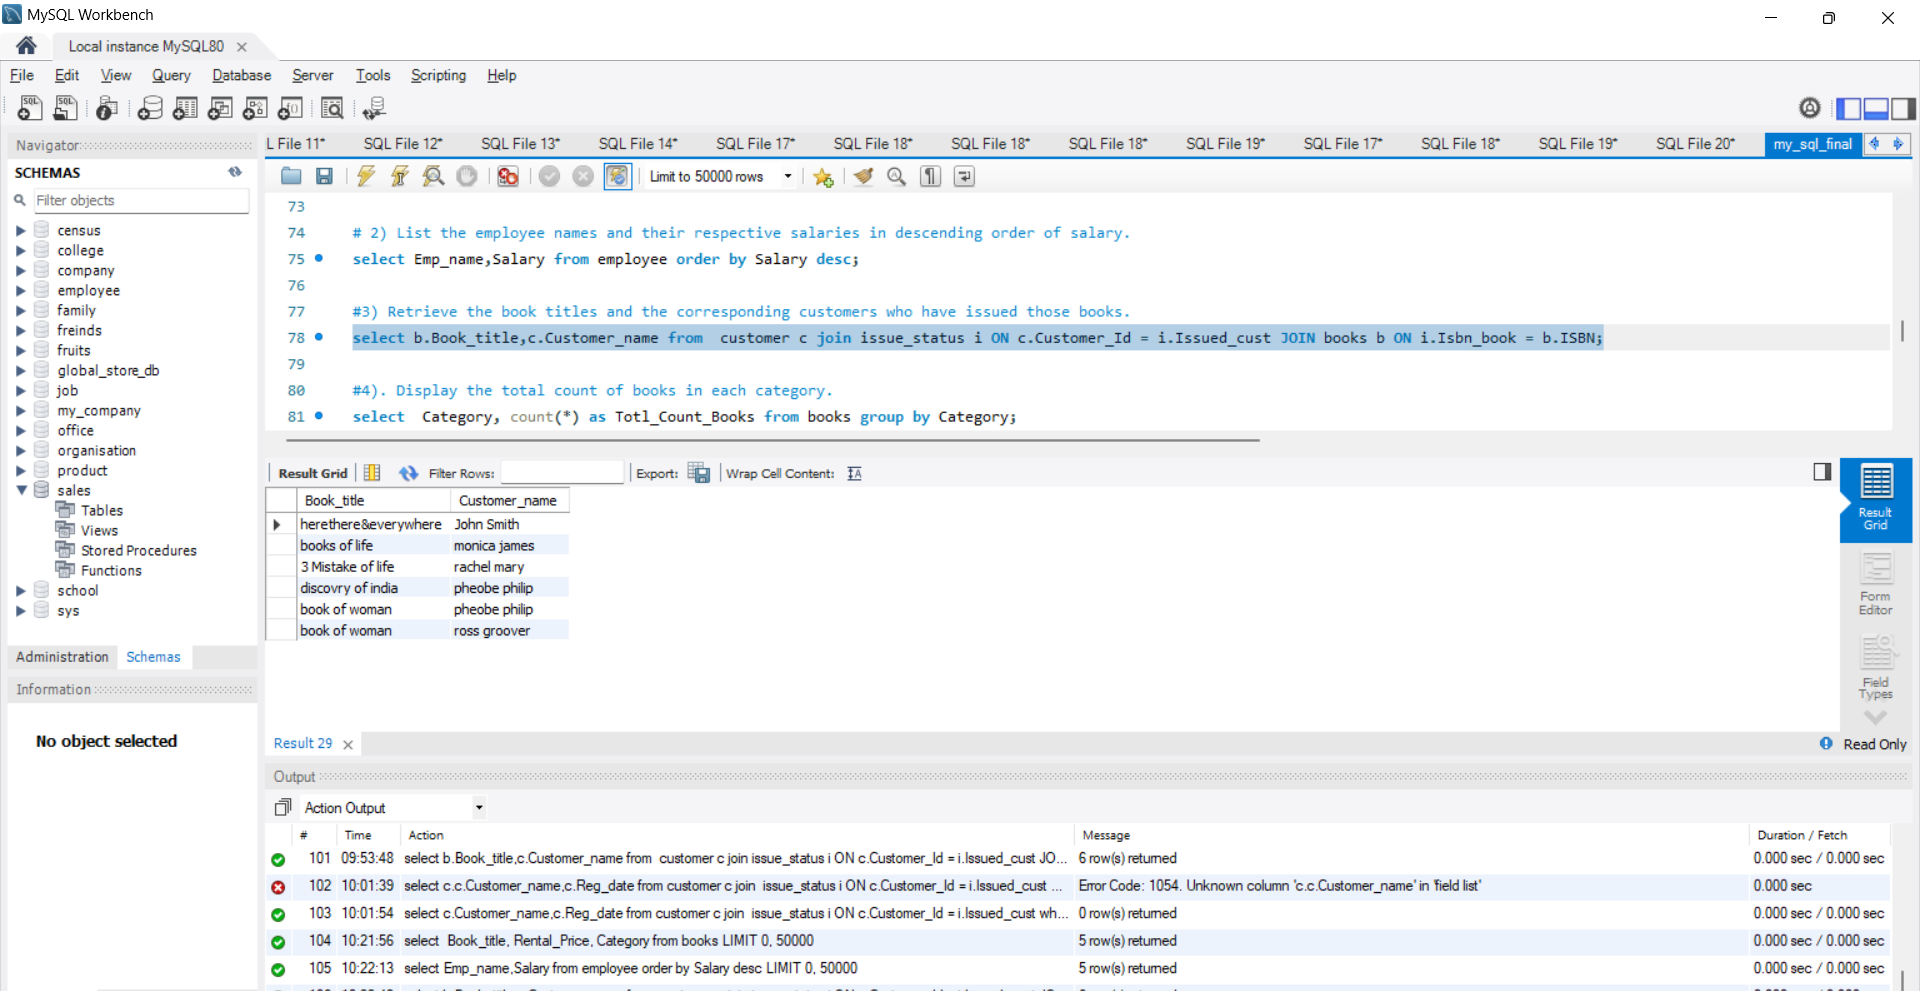 MySQL Workbench
Local instance MySQL80
File Edit View Query Database Server Tools Scripting Help
Navigator
SCHEMAS
Filter objects
census
college
company
employee
family
freinds
fruits
global_store_db
job
my_company
office
organisation
product
sales
Tables
Views
Stored Procedures
Functions
school
sys
Administration Schemas
Information
No object selected
L File 11* SQL File 12* SQL File 13* SQL File 14* SQL File 17* SQL File 18* SQL File 18* SQL File 18* SQL File 19* SQL File 17* SQL File 18* SQL File 19* SQL File 20* my_sql_final
Limit to 50000 rows
73
74 # 2) List the employee names and their respective salaries in descending order of salary.
75 select Emp_name,Salary from employee order by Salary desc;
76
77 #3) Retrieve the book titles and the corresponding customers who have issued those books.
78 select b.Book_title,c.Customer_name from  customer c join issue_status i ON c.Customer_Id = i.Issued_cust JOIN books b ON i.Isbn_book = b.ISBN;
79
80 #4). Display the total count of books in each category.
81 select  Category, count(*) as Totl_Count_Books from books group by Category;
Result Grid Filter Rows: Export: Wrap Cell Content:
Book_title Customer_name
herethere&everywhere John Smith
books of life monica james
3 Mistake of life rachel mary
discovry of india pheobe philip
book of woman pheobe philip
book of woman ross groover
Result Grid
Form Editor
Field Types
Result 29
Read Only
Output
Action Output
# Time Action Message Duration / Fetch
101 09:53:48 select b.Book_title,c.Customer_name from  customer c join issue_status i ON c.Customer_Id = i.Issued_cust JO... 6 row(s) returned 0.000 sec / 0.000 sec
102 10:01:39 select c.c.Customer_name,c.Reg_date from customer c join  issue_status i ON c.Customer_Id = i.Issued_cust ... Error Code: 1054. Unknown column 'c.c.Customer_name' in 'field list' 0.000 sec
103 10:01:54 select c.Customer_name,c.Reg_date from customer c join  issue_status i ON c.Customer_Id = i.Issued_cust wh... 0 row(s) returned 0.000 sec / 0.000 sec
104 10:21:56 select  Book_title, Rental_Price, Category from books LIMIT 0, 50000 5 row(s) returned 0.000 sec / 0.000 sec
105 10:22:13 select Emp_name,Salary from employee order by Salary desc LIMIT 0, 50000 5 row(s) returned 0.000 sec / 0.000 sec